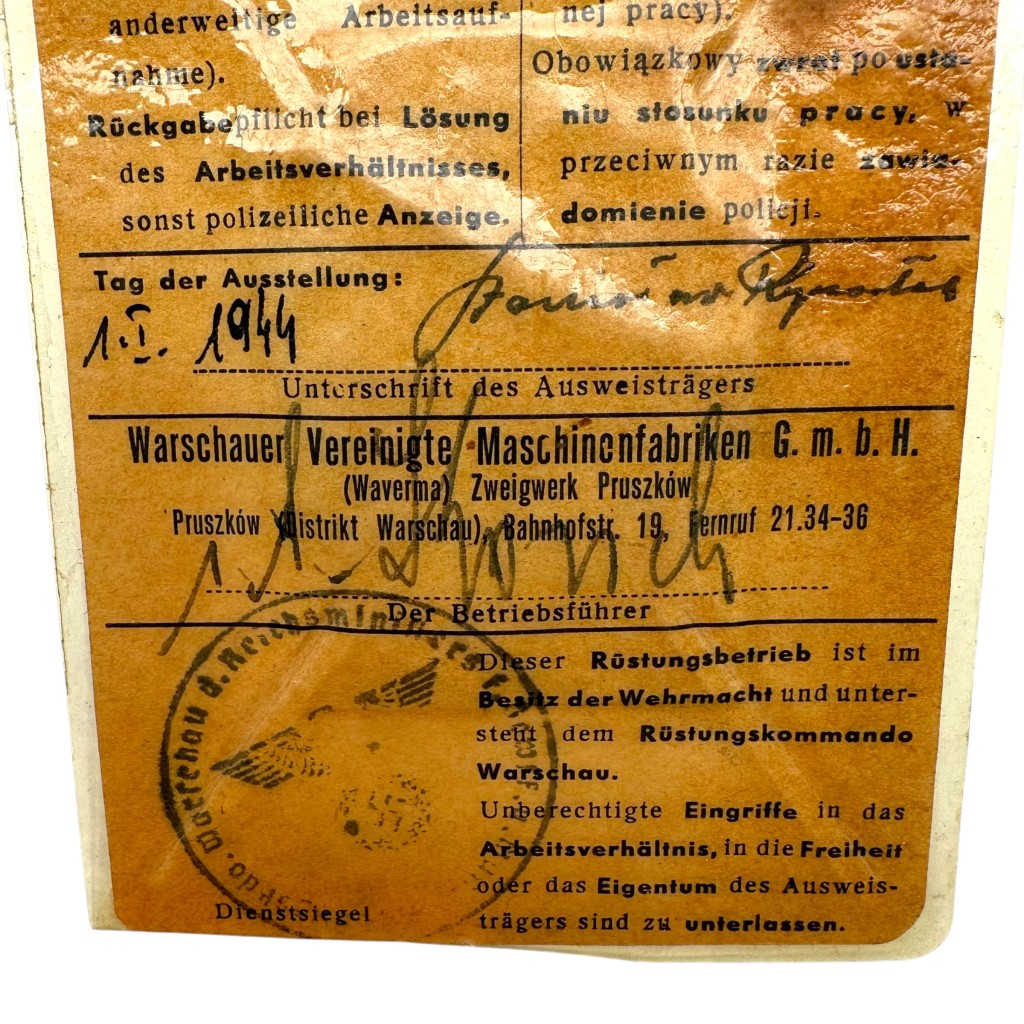 anderweitige Arbeitsauf-
nahme).
Rückgabepflicht bei Lösung
des Arbeitsverhältnisses,
sonst polizeiliche Anzeige.
nej pracy).
Obowiązkowy zwrot po usta-
niu stosunku pracy, w
przeciwnym razie zawia-
domienie policji.
Tag der Ausstellung:
1.I. 1944
Unterschrift des Ausweisträgers
Warschauer Vereinigte Maschinenfabriken G. m. b. H.
(Waverma) Zweigwerk Pruszków
Pruszków (Distrikt Warschau), Bahnhofstr. 19, Fernruf 21.34-36
Der Betriebsführer
Dieser Rüstungsbetrieb ist im
Besitz der Wehrmacht und unter-
steht dem Rüstungskommando
Warschau.
Unberechtigte Eingriffe in das
Arbeitsverhältnis, in die Freiheit
oder das Eigentum des Ausweis-
trägers sind zu unterlassen.
Dienstsiegel